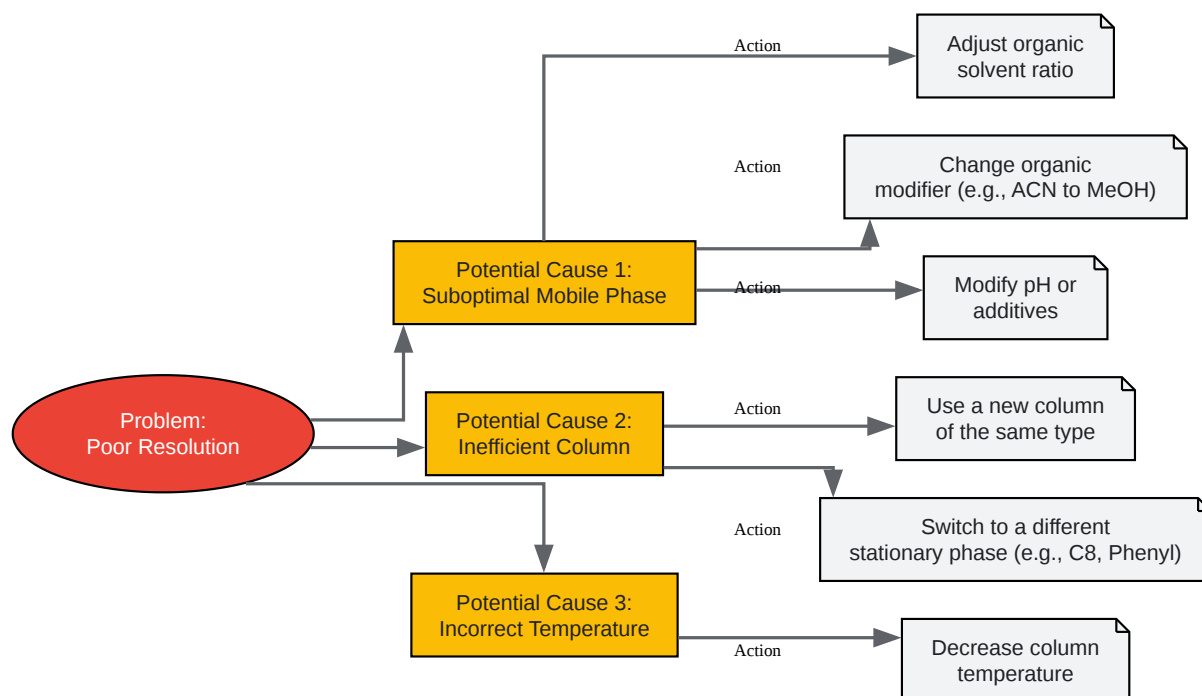 Action
Adjust organic
solvent ratio
Action
Change organic
modifier (e.g., ACN to MeOH)
Potential Cause 1:
Suboptimal Mobile Phase
Action
Modify pH or
additives
Problem:
Poor Resolution
Potential Cause 2:
Inefficient Column
Action
Use a new column
of the same type
Action
Switch to a different
stationary phase (e.g., C8, Phenyl)
Potential Cause 3:
Incorrect Temperature
Action
Decrease column
temperature